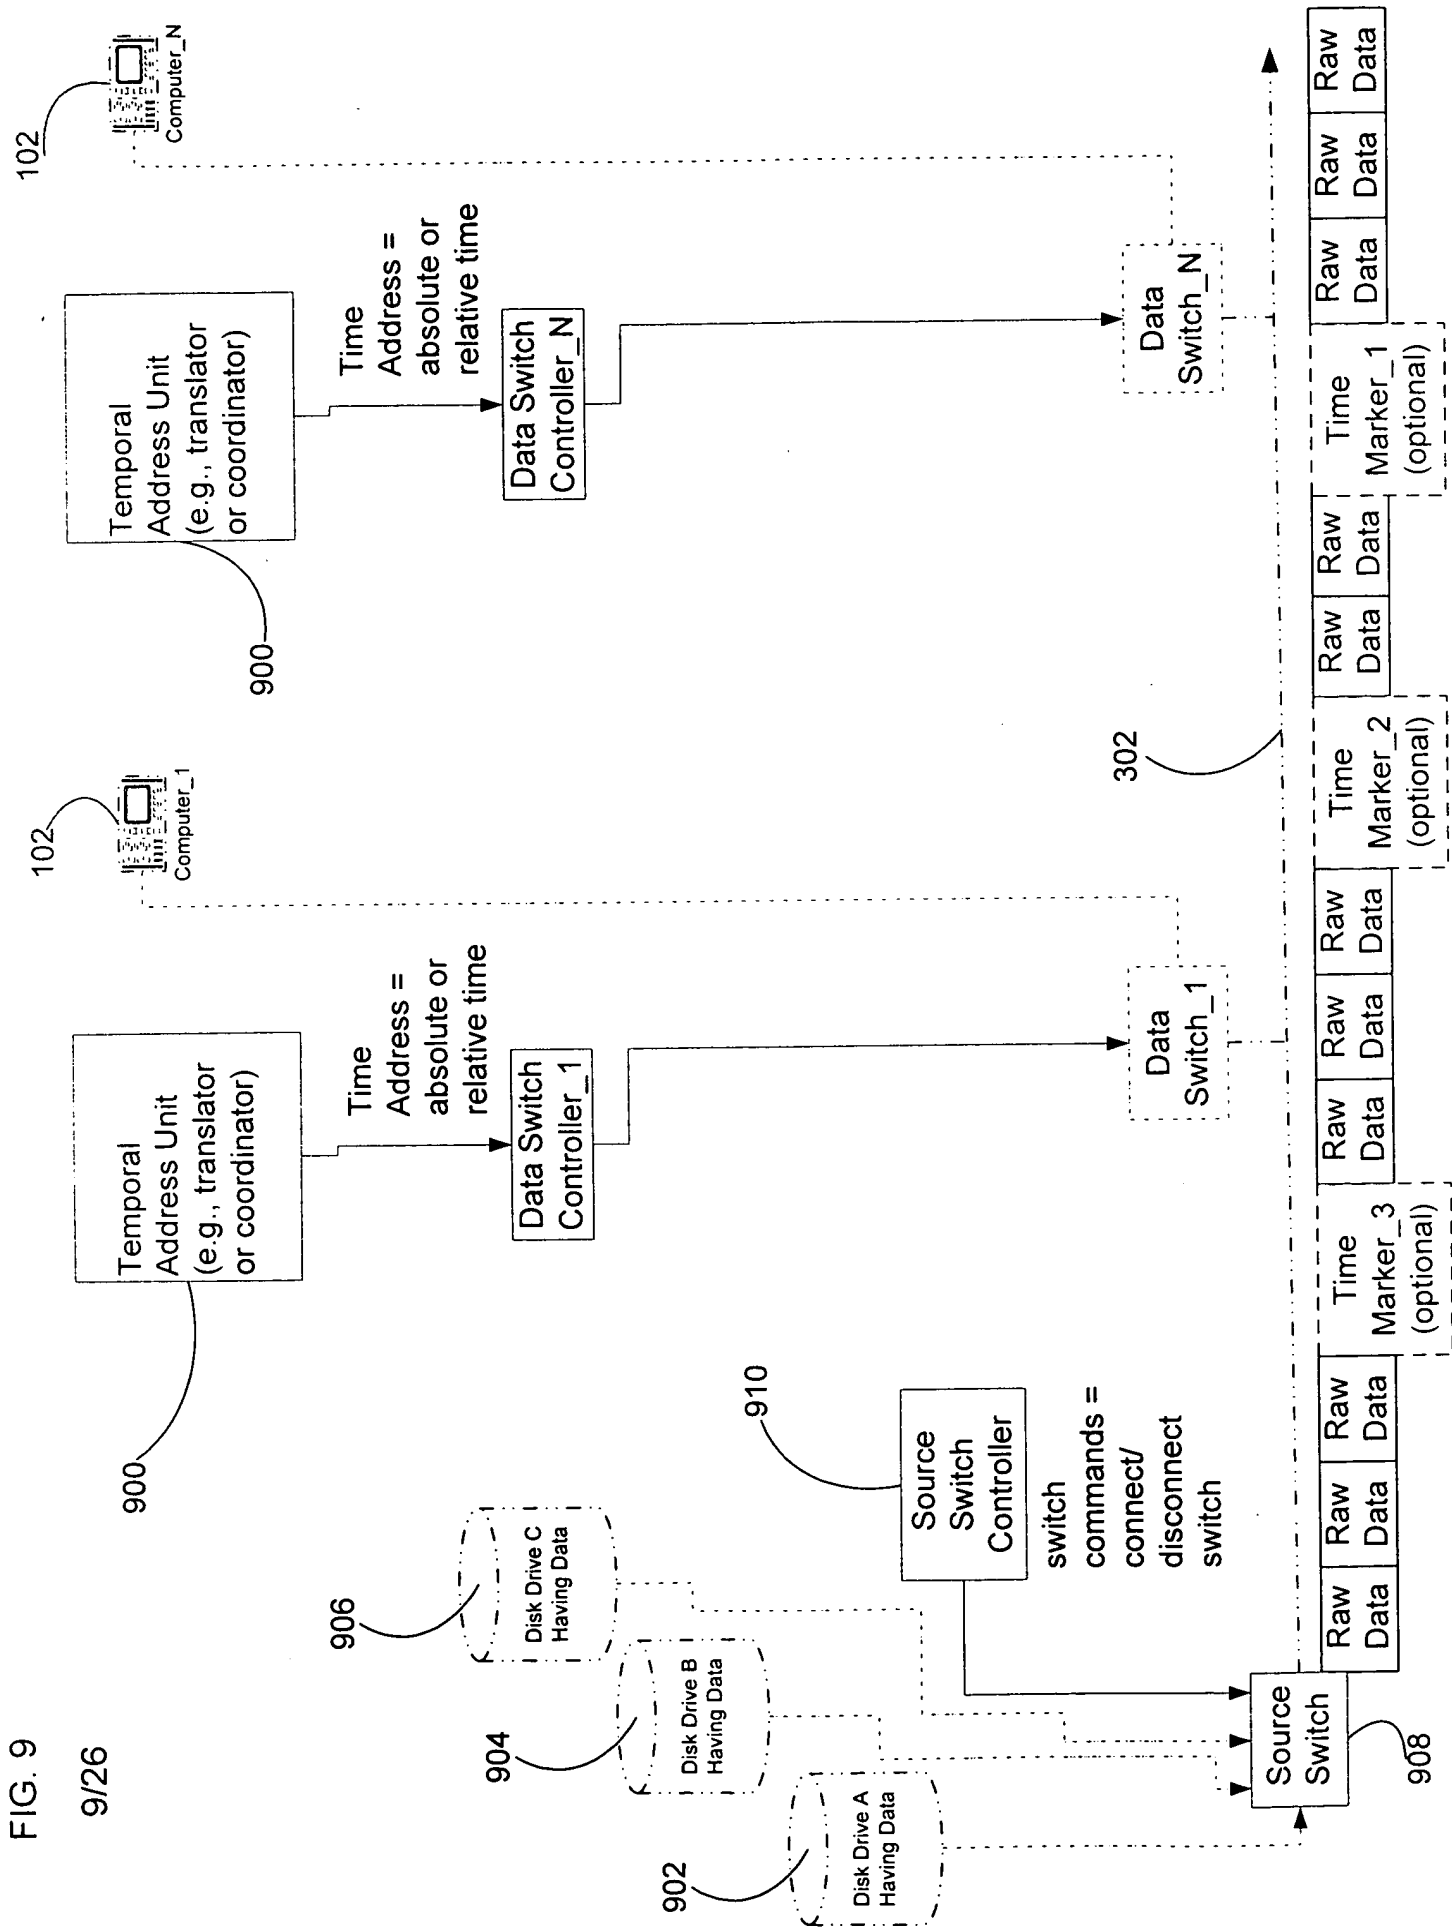 FIG. 9
9/26
102
Computer_1
102
Computer_N
900
Temporal
Address Unit
(e.g., translator
or coordinator)
900
Temporal
Address Unit
(e.g., translator
or coordinator)
Time
Address =
absolute or
relative time
Time
Address =
absolute or
relative time
Data Switch
Controller_1
Data Switch
Controller_N
906
Disk Drive C
Having Data
904
Disk Drive B
Having Data
902
Disk Drive A
Having Data
910
Source
Switch
Controller
switch
commands =
connect/
disconnect
switch
Data
Switch_1
Data
Switch_N
302
Source
Switch
908
Raw
Data
Raw
Data
Raw
Data
Time
Marker_3
(optional)
Raw
Data
Raw
Data
Raw
Data
Time
Marker_2
(optional)
Raw
Data
Raw
Data
Time
Marker_1
(optional)
Raw
Data
Raw
Data
Raw
Data